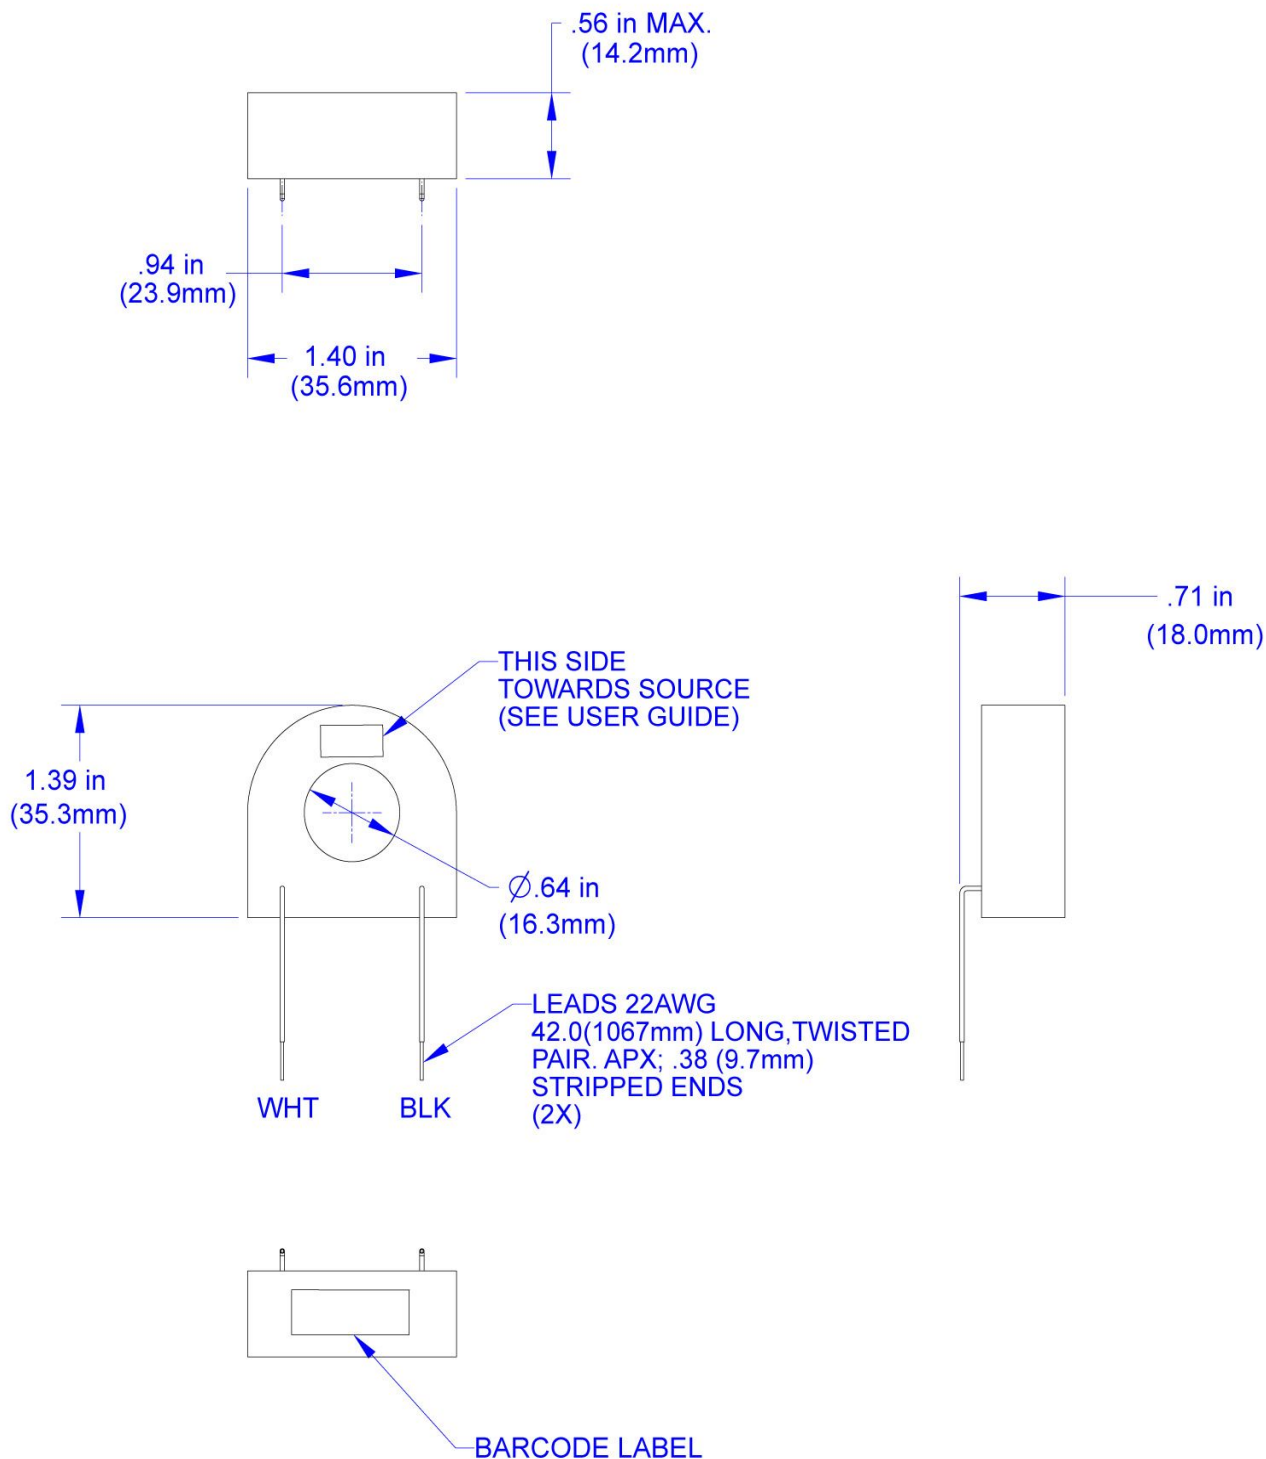 .56 in MAX.
(14.2mm)
.94 in
(23.9mm)
1.40 in
(35.6mm)
.71 in
(18.0mm)
THIS SIDE
TOWARDS SOURCE
(SEE USER GUIDE)
1.39 in
(35.3mm)
Ø.64 in
(16.3mm)
LEADS 22AWG
42.0(1067mm) LONG,TWISTED
PAIR. APX; .38 (9.7mm)
STRIPPED ENDS
(2X)
WHT
BLK
BARCODE LABEL